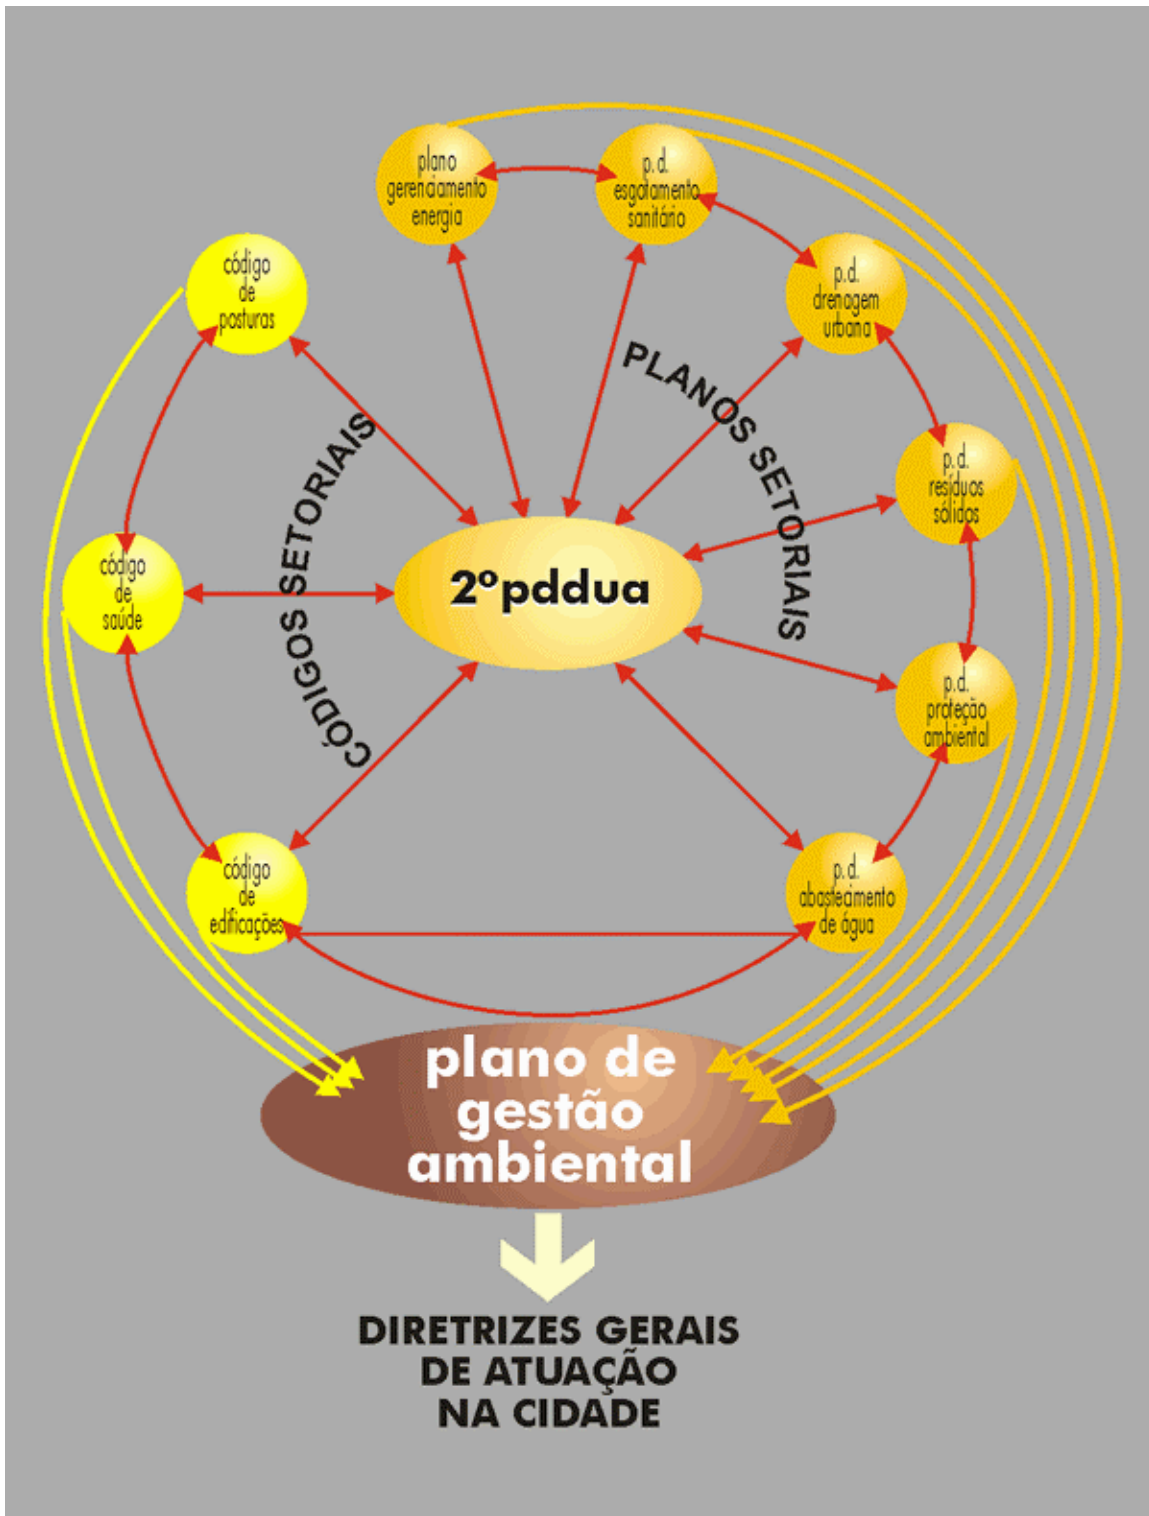 plano
gerenciamento
energia
p. d.
esgotamento
sanitário
código
de
posturas
p.d.
drenagem
urbana
PLANOS SETORIAIS
CÓDIGOS SETORIAIS
p. d.
resíduos
sólidos
código
de
saúde
2ºpddua
p. d.
proteção
ambiental
código
de
edificações
p. d.
abastecimento
de água
plano de
gestão
ambiental
DIRETRIZES GERAIS
DE ATUAÇÃO
NA CIDADE